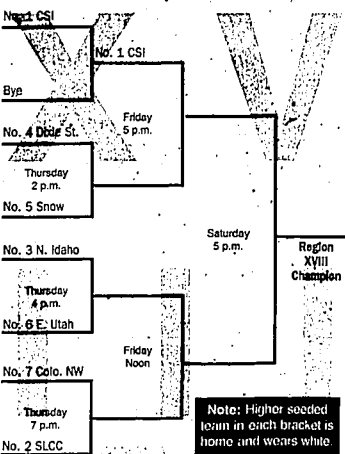 No. 1 CSI
No. 1 CSI
Bye
Friday
5 p.m.
No. 4 Dixie St.
Thursday
2 p.m.
No. 5 Snow
Saturday
5 p.m.
Region
XVIII
Champion
No. 3 N. Idaho
Thursday
4 p.m.
No. 6 E. Utah
Friday
Noon
No. 7 Colo. NW
Thursday
7 p.m.
No. 2 SLCC
Note: Higher seeded
team in each bracket is
home and wears white.